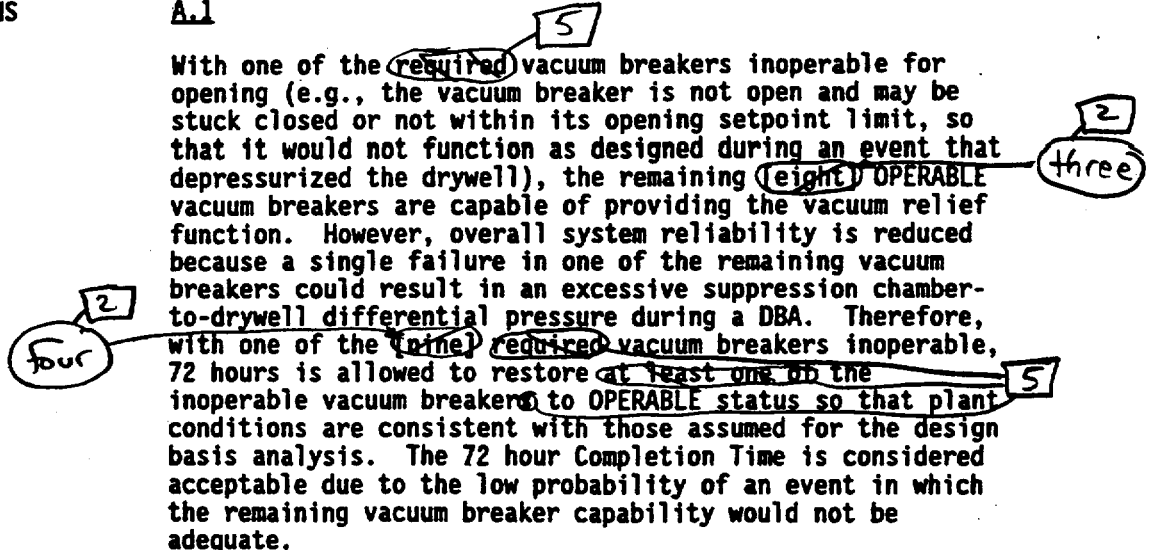 NS
A.1
5
With one of the required vacuum breakers inoperable for
opening (e.g., the vacuum breaker is not open and may be
stuck closed or not within its opening setpoint limit, so
2
that it would not function as designed during an event that
three
depressurized the drywell), the remaining [eight] OPERABLE
vacuum breakers are capable of providing the vacuum relief
function. However, overall system reliability is reduced
because a single failure in one of the remaining vacuum
2
breakers could result in an excessive suppression chamber-
to-drywell differential pressure during a DBA. Therefore,
four
with one of the [nine] required vacuum breakers inoperable,
72 hours is allowed to restore at least one of the
5
inoperable vacuum breakers to OPERABLE status so that plant
conditions are consistent with those assumed for the design
basis analysis. The 72 hour Completion Time is considered
acceptable due to the low probability of an event in which
the remaining vacuum breaker capability would not be
adequate.